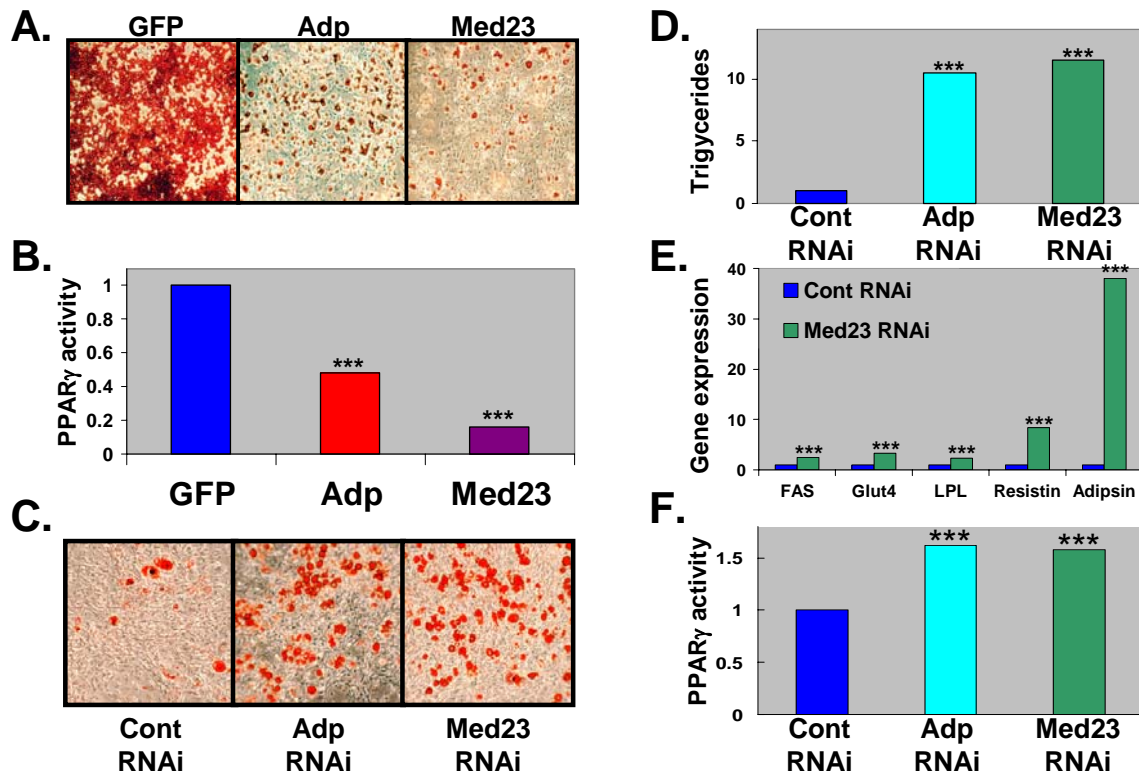 A.
GFP Adp Med23
B.
PPARγ activity
1
0.8
0.6
0.4
0.2
0
***
***
GFP Adp Med23
C.
Cont Adp Med23
RNAi RNAi RNAi
D.
Trigycerides
10
5
0
***
***
Cont Adp Med23
RNAi RNAi RNAi
E.
Gene expression
40
30
20
10
0
Cont RNAi
Med23 RNAi
*** *** *** *** ***
FAS Glut4 LPL Resistin Adipsin
F.
PPARγ activity
1.5
1
0.5
0
*** ***
Cont Adp Med23
RNAi RNAi RNAi